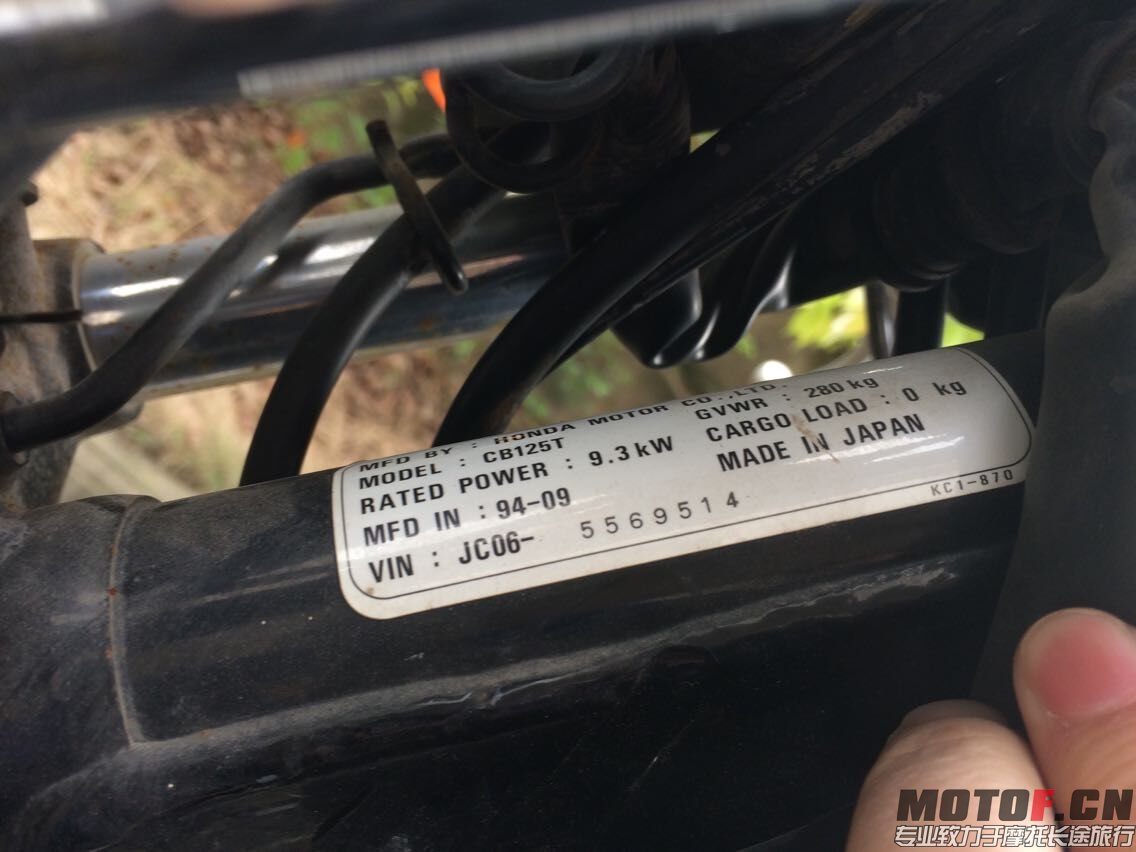 MFD BY : HONDA MOTOR CO.,LTD.
MODEL : CB125T GVWR : 280 kg
RATED POWER : 9.3 kW CARGO LOAD : 0 kg
MFD IN : 94-09 MADE IN JAPAN
VIN : JC06- 5569514
KC1-870
MOTOF.CN
专业致力于摩托长途旅行